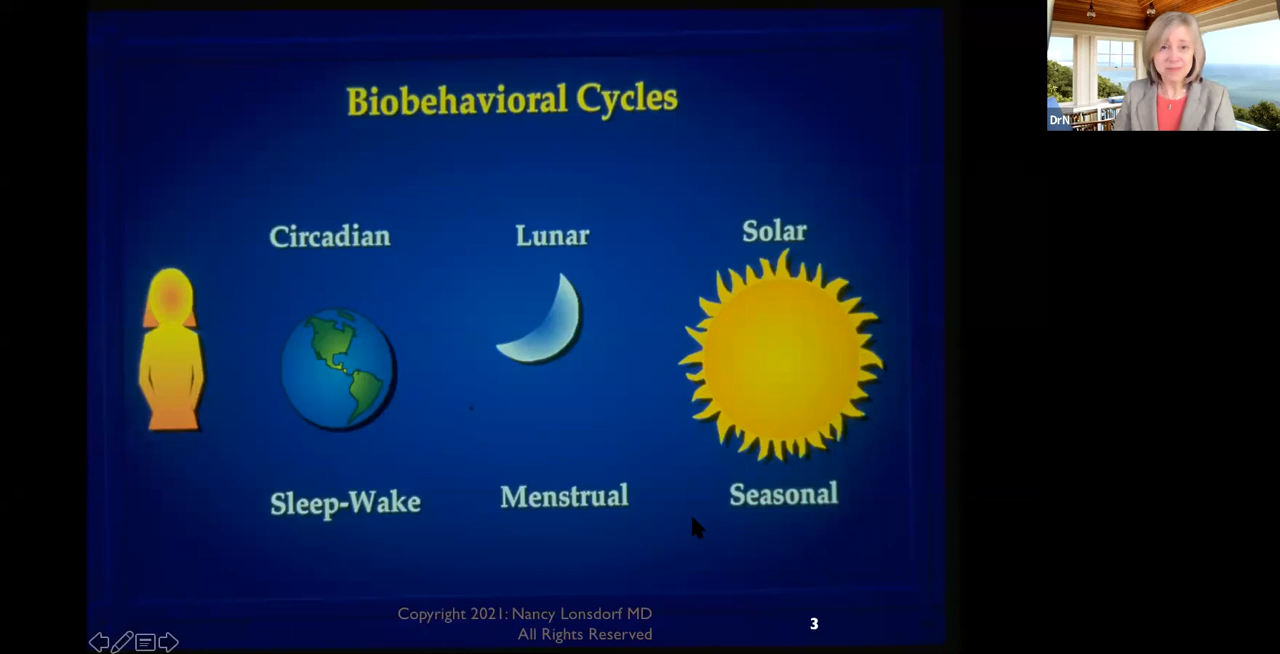 Biobehavioral Cycles
DrN
Circadian
Lunar
Solar
Sleep-Wake
Menstrual
Seasonal
Copyright 2021: Nancy Lonsdorf MD
All Rights Reserved
3